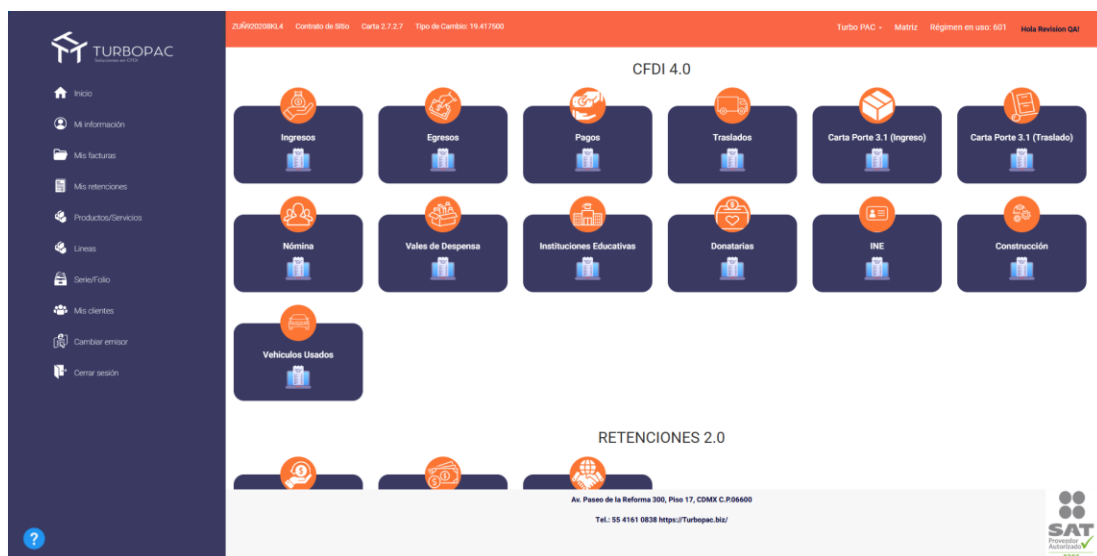 TURBOPAC
Soluciones en CFDI
Inicio
Mi información
Mis facturas
Mis retenciones
Productos/Servicios
Lineas
Serie/Folio
Mis clientes
Cambiar emisor
Cerrar sesión
?
ZUÑ920208KL4 Contrato de Sitio Carta 2.7.2.7 Tipo de Cambio: 19.417500
Turbo PAC Matriz Régimen en uso: 601 Hola Revision QA!
CFDI 4.0
Ingresos
Egresos
Pagos
Traslados
Carta Porte 3.1 (Ingreso)
Carta Porte 3.1 (Traslado)
Nómina
Vales de Despensa
Instituciones Educativas
Donatarias
INE
Construcción
Vehículos Usados
RETENCIONES 2.0
Av. Paseo de la Reforma 300, Piso 17, CDMX C.P.06600
Tel.: 55 4161 0838 https://Turbopac.biz/
SAT
Proveedor
Autorizado